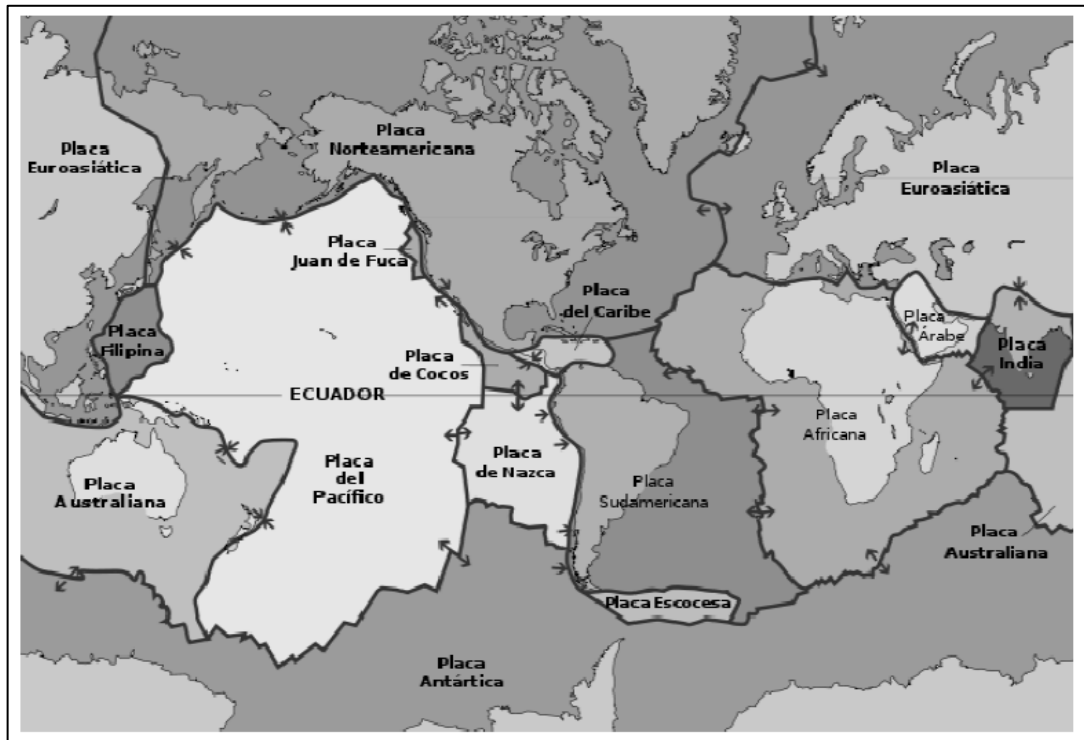 Placa
Norteamericana
Placa
Euroasiática
Placa
Euroasiática
Placa
Juan de Fuca
Placa
del Caribe
Placa
Árabe
Placa
Filipina
Placa
India
Placa
de Cocos
ECUADOR
Placa
Africana
Placa
de Nazca
Placa
del
Pacífico
Placa
Australiana
Placa
Sudamericana
Placa
Australiana
Placa Escocesa
Placa
Antártica